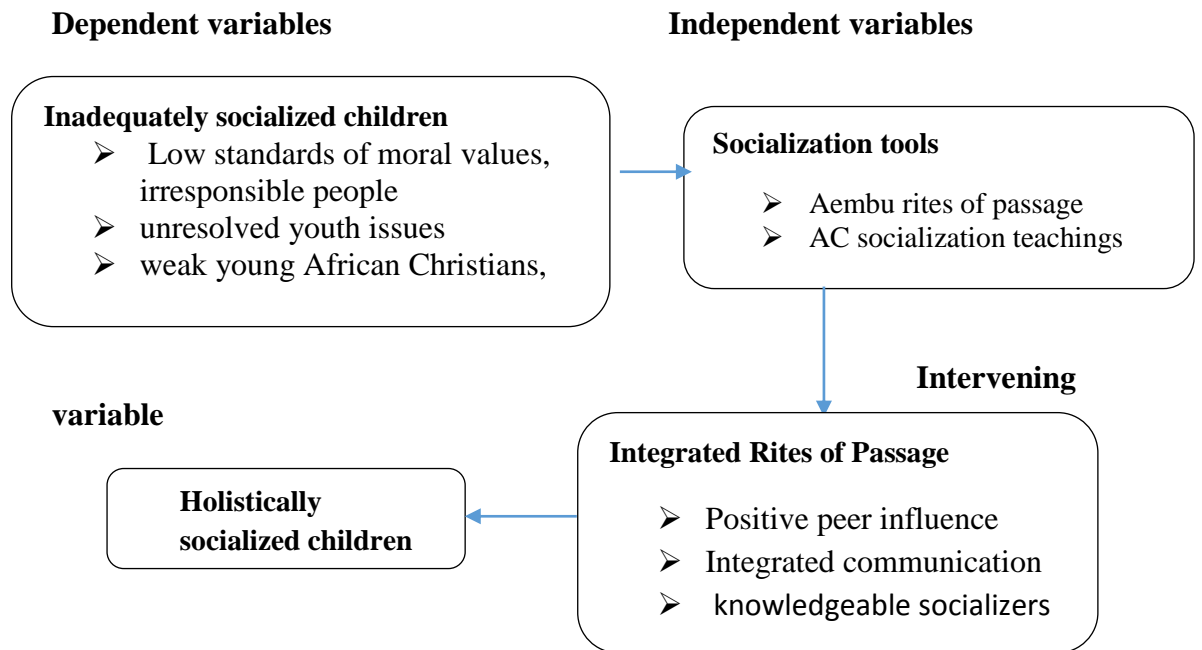 Dependent variables
Independent variables
Inadequately socialized children
➢ Low standards of moral values,
irresponsible people
➢ unresolved youth issues
➢ weak young African Christians,
Socialization tools
➢ Aembu rites of passage
➢ AC socialization teachings
Intervening
variable
Integrated Rites of Passage
➢ Positive peer influence
➢ Integrated communication
➢ knowledgeable socializers
Holistically
socialized children